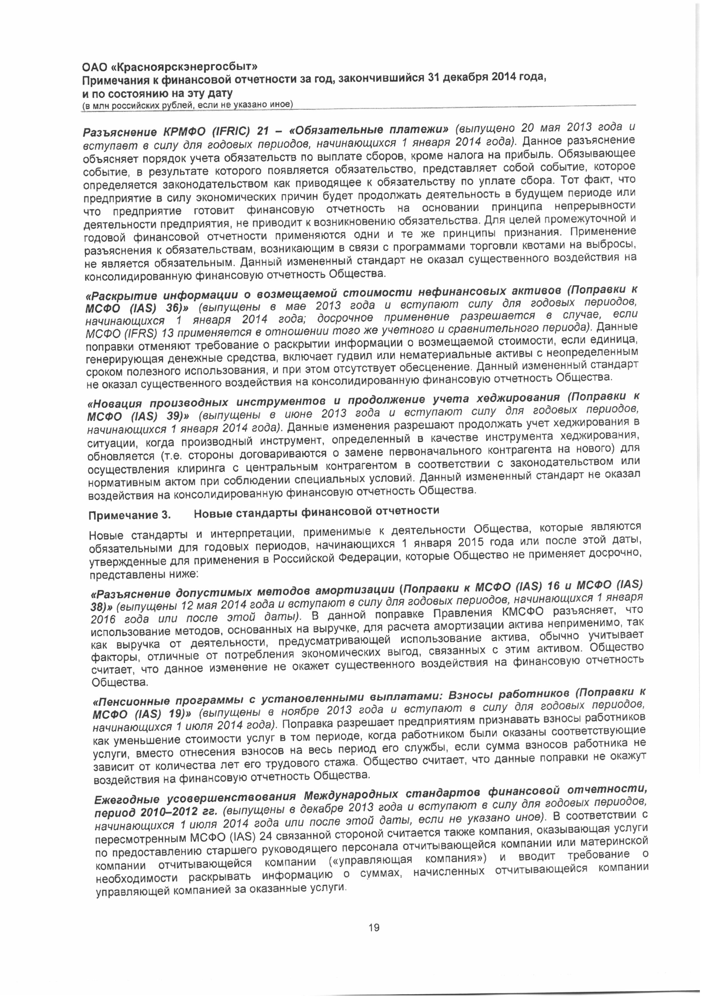 ОАО «Красноярскэнергосбыт»
Примечания к финансовой отчетности за год, закончившийся 31 декабря 2014 года,
и по состоянию на эту дату
(в млн российских рублей, если не указано иное)
Разъяснение КРМФО (IFRIC) 21 – «Обязательные платежи» (выпущено 20 мая 2013 года и
вступает в силу для годовых периодов, начинающихся 1 января 2014 года). Данное разъяснение
объясняет порядок учета обязательств по выплате сборов, кроме налога на прибыль. Обязывающее
событие, в результате которого появляется обязательство, представляет собой событие, которое
определяется законодательством как приводящее к обязательству по уплате сбора. Тот факт, что
предприятие в силу экономических причин будет продолжать деятельность в будущем периоде или
что предприятие готовит финансовую отчетность на основании принципа непрерывности
деятельности предприятия, не приводит к возникновению обязательства. Для целей промежуточной и
годовой финансовой отчетности применяются одни и те же принципы признания. Применение
разъяснения к обязательствам, возникающим в связи с программами торговли квотами на выбросы,
не является обязательным. Данный измененный стандарт не оказал существенного воздействия на
консолидированную финансовую отчетность Общества.
«Раскрытие информации о возмещаемой стоимости нефинансовых активов (Поправки к
МСФО (IAS) 36)» (выпущены в мае 2013 года и вступают силу для годовых периодов,
начинающихся 1 января 2014 года; досрочное применение разрешается в случае, если
МСФО (IFRS) 13 применяется в отношении того же учетного и сравнительного периода). Данные
поправки отменяют требование о раскрытии информации о возмещаемой стоимости, если единица,
генерирующая денежные средства, включает гудвил или нематериальные активы с неопределенным
сроком полезного использования, и при этом отсутствует обесценение. Данный измененный стандарт
не оказал существенного воздействия на консолидированную финансовую отчетность Общества.
«Новация производных инструментов и продолжение учета хеджирования (Поправки к
МСФО (IAS) 39)» (выпущены в июне 2013 года и вступают силу для годовых периодов,
начинающихся 1 января 2014 года). Данные изменения разрешают продолжать учет хеджирования в
ситуации, когда производный инструмент, определенный в качестве инструмента хеджирования,
обновляется (т.е. стороны договариваются о замене первоначального контрагента на нового) для
осуществления клиринга с центральным контрагентом в соответствии с законодательством или
нормативным актом при соблюдении специальных условий. Данный измененный стандарт не оказал
воздействия на консолидированную финансовую отчетность Общества.
Примечание 3. Новые стандарты финансовой отчетности
Новые стандарты и интерпретации, применимые к деятельности Общества, которые являются
обязательными для годовых периодов, начинающихся 1 января 2015 года или после этой даты,
утвержденные для применения в Российской Федерации, которые Общество не применяет досрочно,
представлены ниже:
«Разъяснение допустимых методов амортизации (Поправки к МСФО (IAS) 16 и МСФО (IAS)
38)» (выпущены 12 мая 2014 года и вступают в силу для годовых периодов, начинающихся 1 января
2016 года или после этой даты). В данной поправке Правления КМСФО разъясняет, что
использование методов, основанных на выручке, для расчета амортизации актива неприменимо, так
как выручка от деятельности, предусматривающей использование актива, обычно учитывает
факторы, отличные от потребления экономических выгод, связанных с этим активом. Общество
считает, что данное изменение не окажет существенного воздействия на финансовую отчетность
Общества.
«Пенсионные программы с установленными выплатами: Взносы работников (Поправки к
МСФО (IAS) 19)» (выпущены в ноябре 2013 года и вступают в силу для годовых периодов,
начинающихся 1 июля 2014 года). Поправка разрешает предприятиям признавать взносы работников
как уменьшение стоимости услуг в том периоде, когда работником были оказаны соответствующие
услуги, вместо отнесения взносов на весь период его службы, если сумма взносов работника не
зависит от количества лет его трудового стажа. Общество считает, что данные поправки не окажут
воздействия на финансовую отчетность Общества.
Ежегодные усовершенствования Международных стандартов финансовой отчетности,
период 2010–2012 гг. (выпущены в декабре 2013 года и вступают в силу для годовых периодов,
начинающихся 1 июля 2014 года или после этой даты, если не указано иное). В соответствии с
пересмотренным МСФО (IAS) 24 связанной стороной считается также компания, оказывающая услуги
по предоставлению старшего руководящего персонала отчитывающейся компании или материнской
компании отчитывающейся компании («управляющая компания») и вводит требование о
необходимости раскрывать информацию о суммах, начисленных отчитывающейся компании
управляющей компанией за оказанные услуги.
19